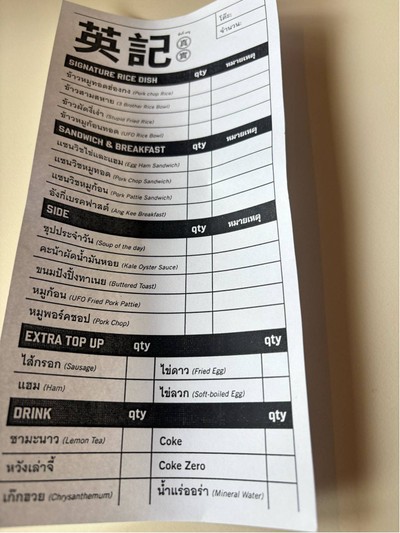 英記
真
實
โต๊ะ:
จำนวน:
SIGNATURE RICE DISH qty หมายเหตุ
ข้าวหมูทอดฮ่องกง (Pork chop Rice)
ข้าวสามสหาย (3 Brother Rice Bowl)
ข้าวผัดงี่เง่า (Stupid Fried Rice)
ข้าวหมูก้อนทอด (UFO Rice Bowl)
SANDWICH & BREAKFAST qty หมายเหตุ
แซนวิชไข่และแฮม (Egg Ham Sandwich)
แซนวิชหมูทอด (Pork Chop Sandwich)
แซนวิชหมูก้อน (Pork Pattie Sandwich)
อังกี่เบรคฟาสต์ (Ang Kee Breakfast)
SIDE qty หมายเหตุ
ซุปประจำวัน (Soup of the day)
คะน้าผัดน้ำมันหอย (Kale Oyster Sauce)
ขนมปังปิ้งทาเนย (Buttered Toast)
หมูก้อน (UFO Fried Pork Pattie)
หมูพอร์คชอป (Pork Chop)
EXTRA TOP UP qty qty
ไส้กรอก (Sausage) ไข่ดาว (Fried Egg)
แฮม (Ham) ไข่ลวก (Soft-boiled Egg)
DRINK qty qty
ชามะนาว (Lemon Tea) Coke
หวังเล่าจี๋ Coke Zero
เก๊กฮวย (Chrysanthemum) น้ำแร่ออร่า (Mineral Water)